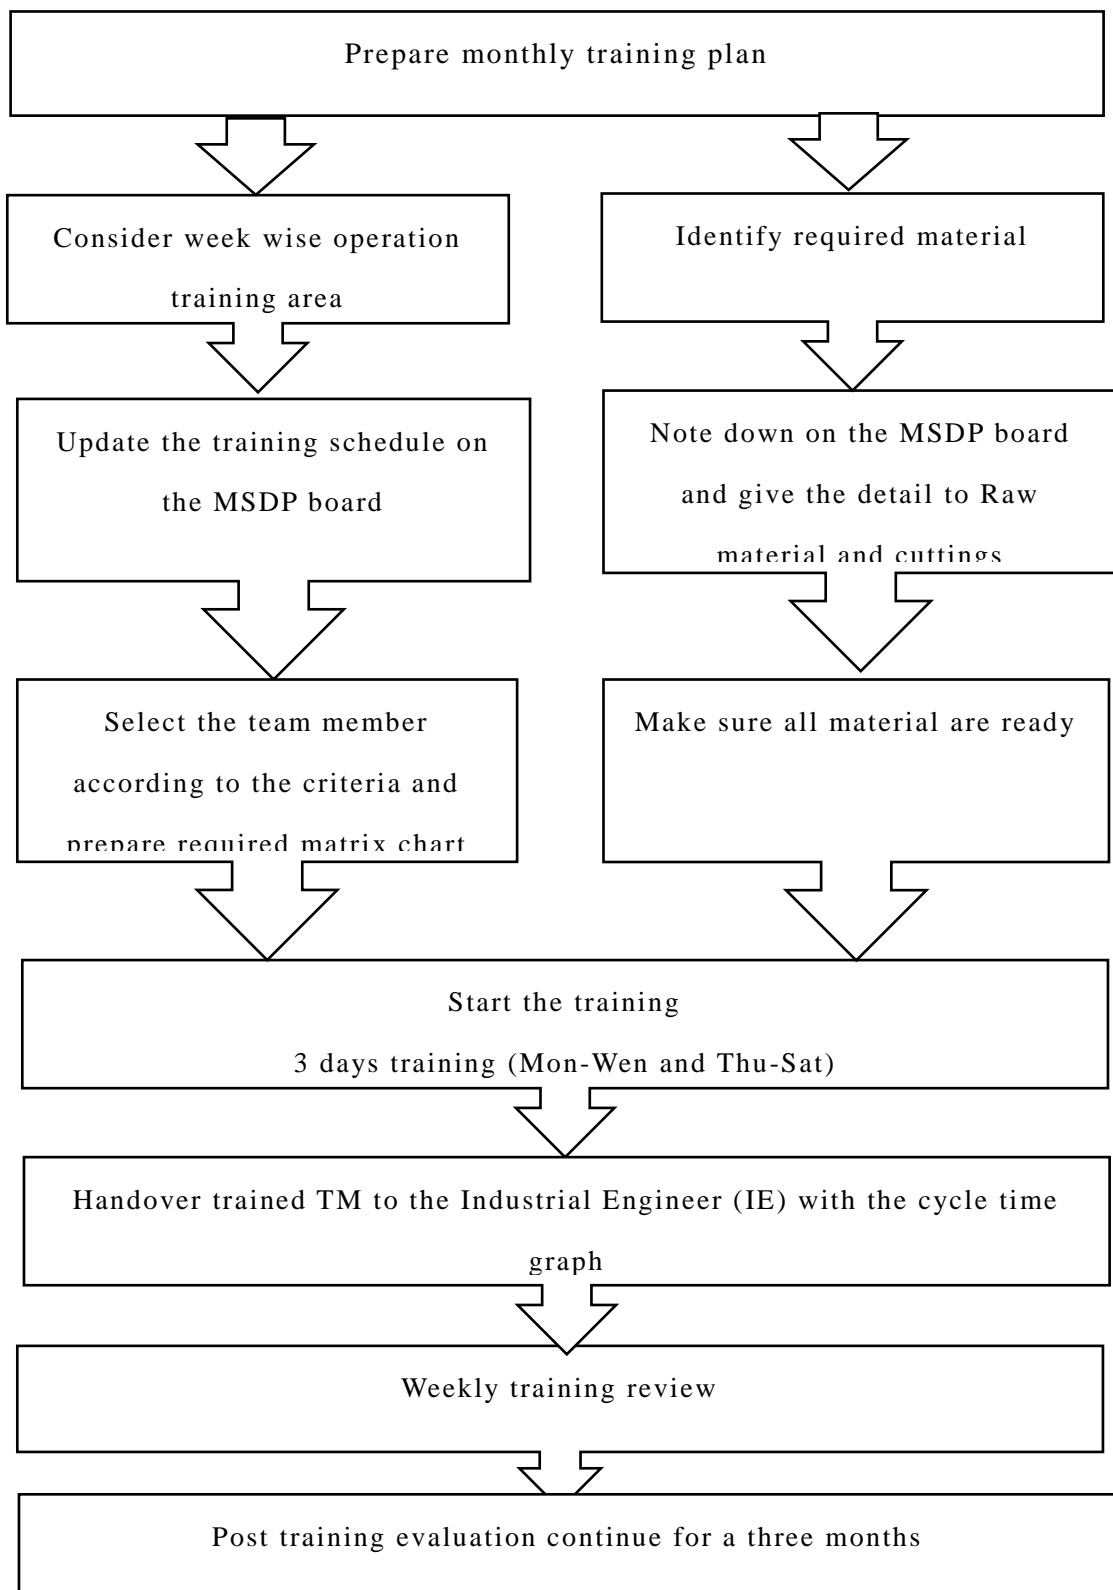 Prepare monthly training plan
Consider week wise operation
training area
Identify required material
Update the training schedule on
the MSDP board
Note down on the MSDP board
and give the detail to Raw
material and cuttings
Select the team member
according to the criteria and
prepare required matrix chart
Make sure all material are ready
Start the training
3 days training (Mon-Wen and Thu-Sat)
Handover trained TM to the Industrial Engineer (IE) with the cycle time
graph
Weekly training review
Post training evaluation continue for a three months